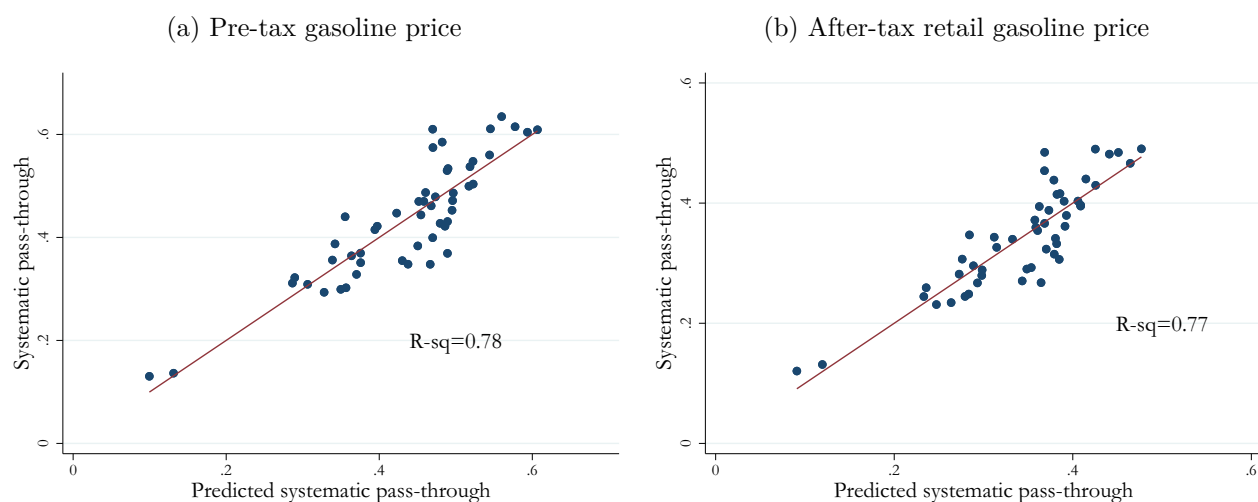 (a) Pre-tax gasoline price
Systematic pass-through
0
.2
.4
.6
R-sq=0.78
0
.2
.4
.6
Predicted systematic pass-through
(b) After-tax retail gasoline price
Systematic pass-through
0
.2
.4
.6
R-sq=0.77
0
.2
.4
.6
Predicted systematic pass-through